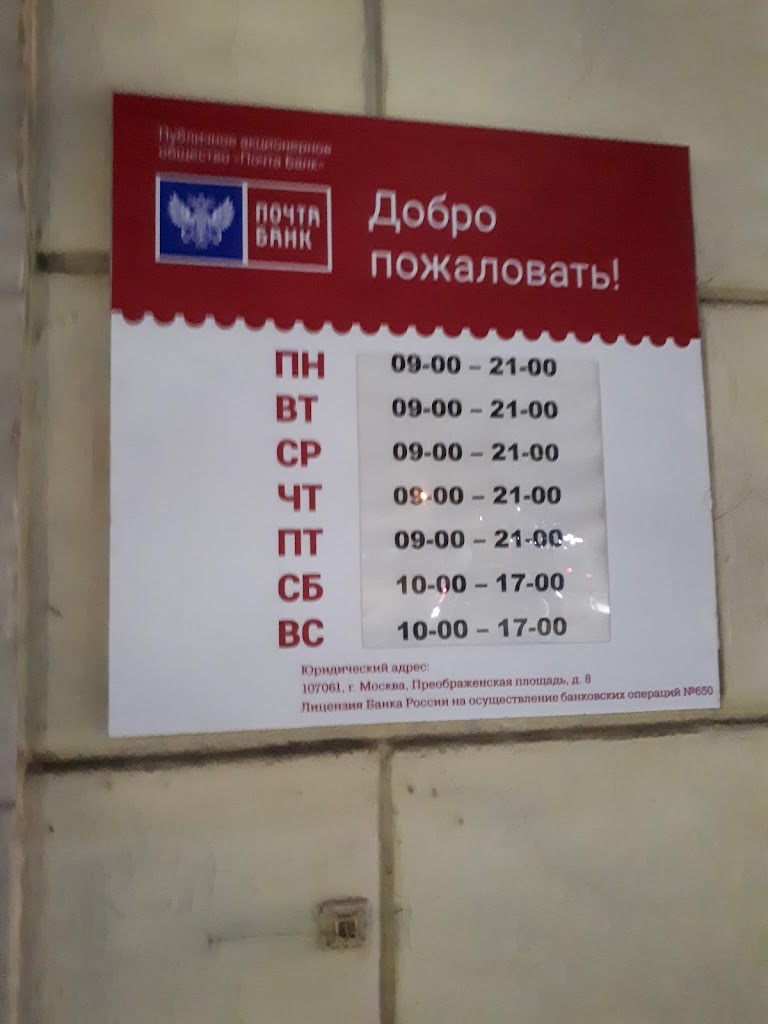 Публичное акционерное
общество «Почта Банк»
ПОЧТА
БАНК
Добро
пожаловать!
ПН 09-00 – 21-00
ВТ 09-00 – 21-00
СР 09-00 – 21-00
ЧТ 09-00 – 21-00
ПТ 09-00 – 21-00
СБ 10-00 – 17-00
ВС 10-00 – 17-00
Юридический адрес:
107061, г. Москва, Преображенская площадь, д. 8
Лицензия Банка России на осуществление банковских операций №650